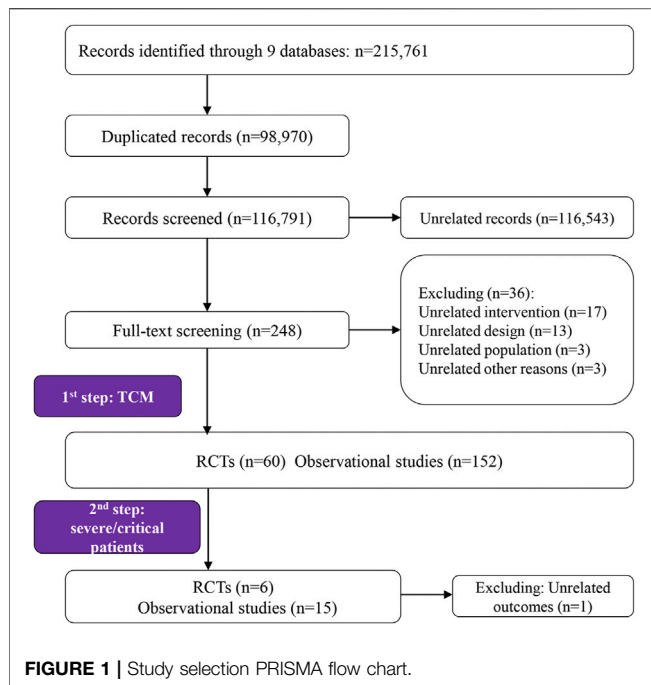 Records identified through 9 databases: n=215,761
Duplicated records (n=98,970)
Records screened (n=116,791)
Unrelated records (n=116,543)
Full-text screening (n=248)
Excluding (n=36):
Unrelated intervention (n=17)
Unrelated design (n=13)
Unrelated population (n=3)
Unrelated other reasons (n=3)
1st step: TCM
RCTs (n=60) Observational studies (n=152)
2nd step:
severe/critical
patients
RCTs (n=6)
Observational studies (n=15)
Excluding: Unrelated
outcomes (n=1)
FIGURE 1 | Study selection PRISMA flow chart.